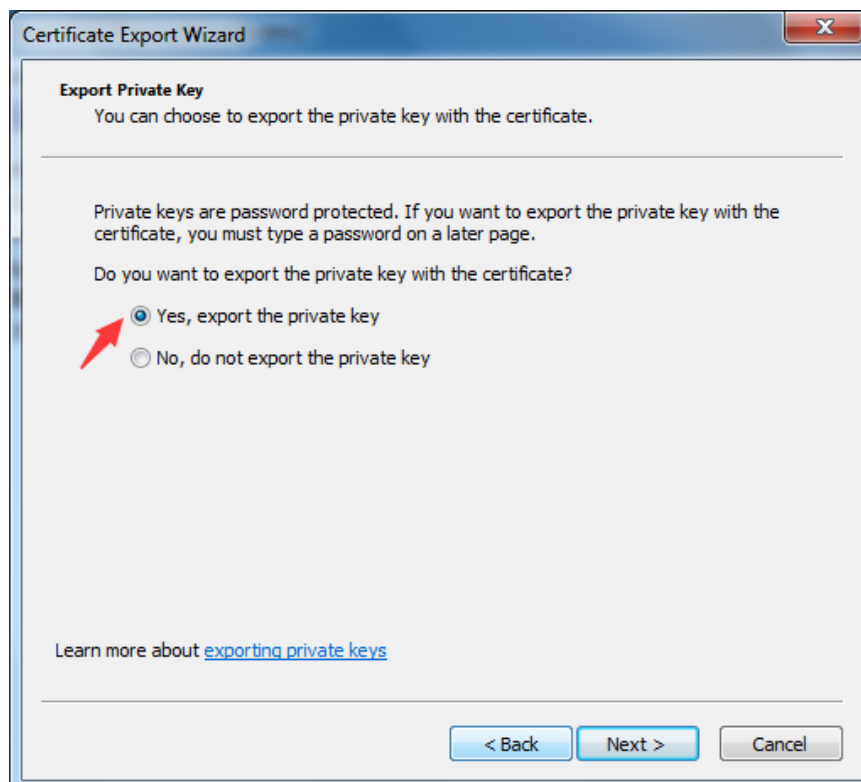 Certificate Export Wizard
Export Private Key
You can choose to export the private key with the certificate.
Private keys are password protected. If you want to export the private key with the
certificate, you must type a password on a later page.
Do you want to export the private key with the certificate?
Yes, export the private key
No, do not export the private key
Learn more about exporting private keys
< Back Next > Cancel